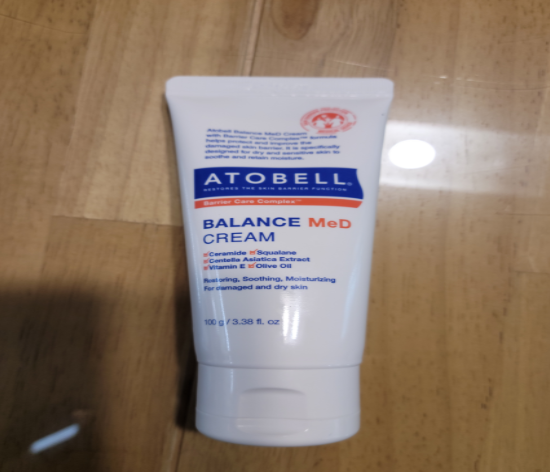 Atobell Balance MeD Cream
with Barrier Care Complex™ formula
helps protect and improve the
damaged skin barrier. It is specifically
designed for dry and sensitive skin to
soothe and retain moisture.
ATOBELL®
RESTORES THE SKIN BARRIER FUNCTION
Barrier Care Complex™
BALANCE MeD
CREAM
Ceramide Squalane
Centella Asiatica Extract
Vitamin E Olive Oil
Restoring, Soothing, Moisturizing
For damaged and dry skin
100 g / 3.38 fl. oz